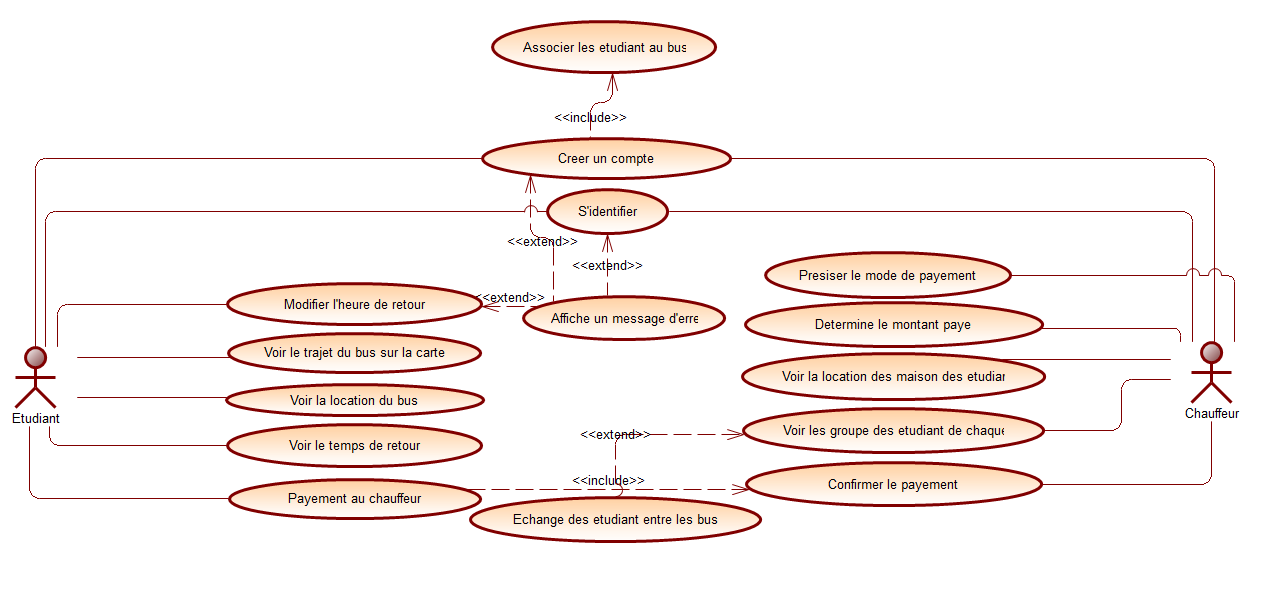 Associer les etudiant au bus
<<include>>
Creer un compte
S'identifier
<<extend>>
<<extend>>
Presiser le mode de payement
<<extend>>
Modifier l'heure de retour
Affiche un message d'erre
Determine le montant paye
Voir le trajet du bus sur la carte
Voir la location des maison des etudiar
Voir la location du bus
Etudiant
Chauffeur
<<extend>>
Voir les groupe des etudiant de chaque
Voir le temps de retour
<<include>>
Confirmer le payement
Payement au chauffeur
Echange des etudiant entre les bus